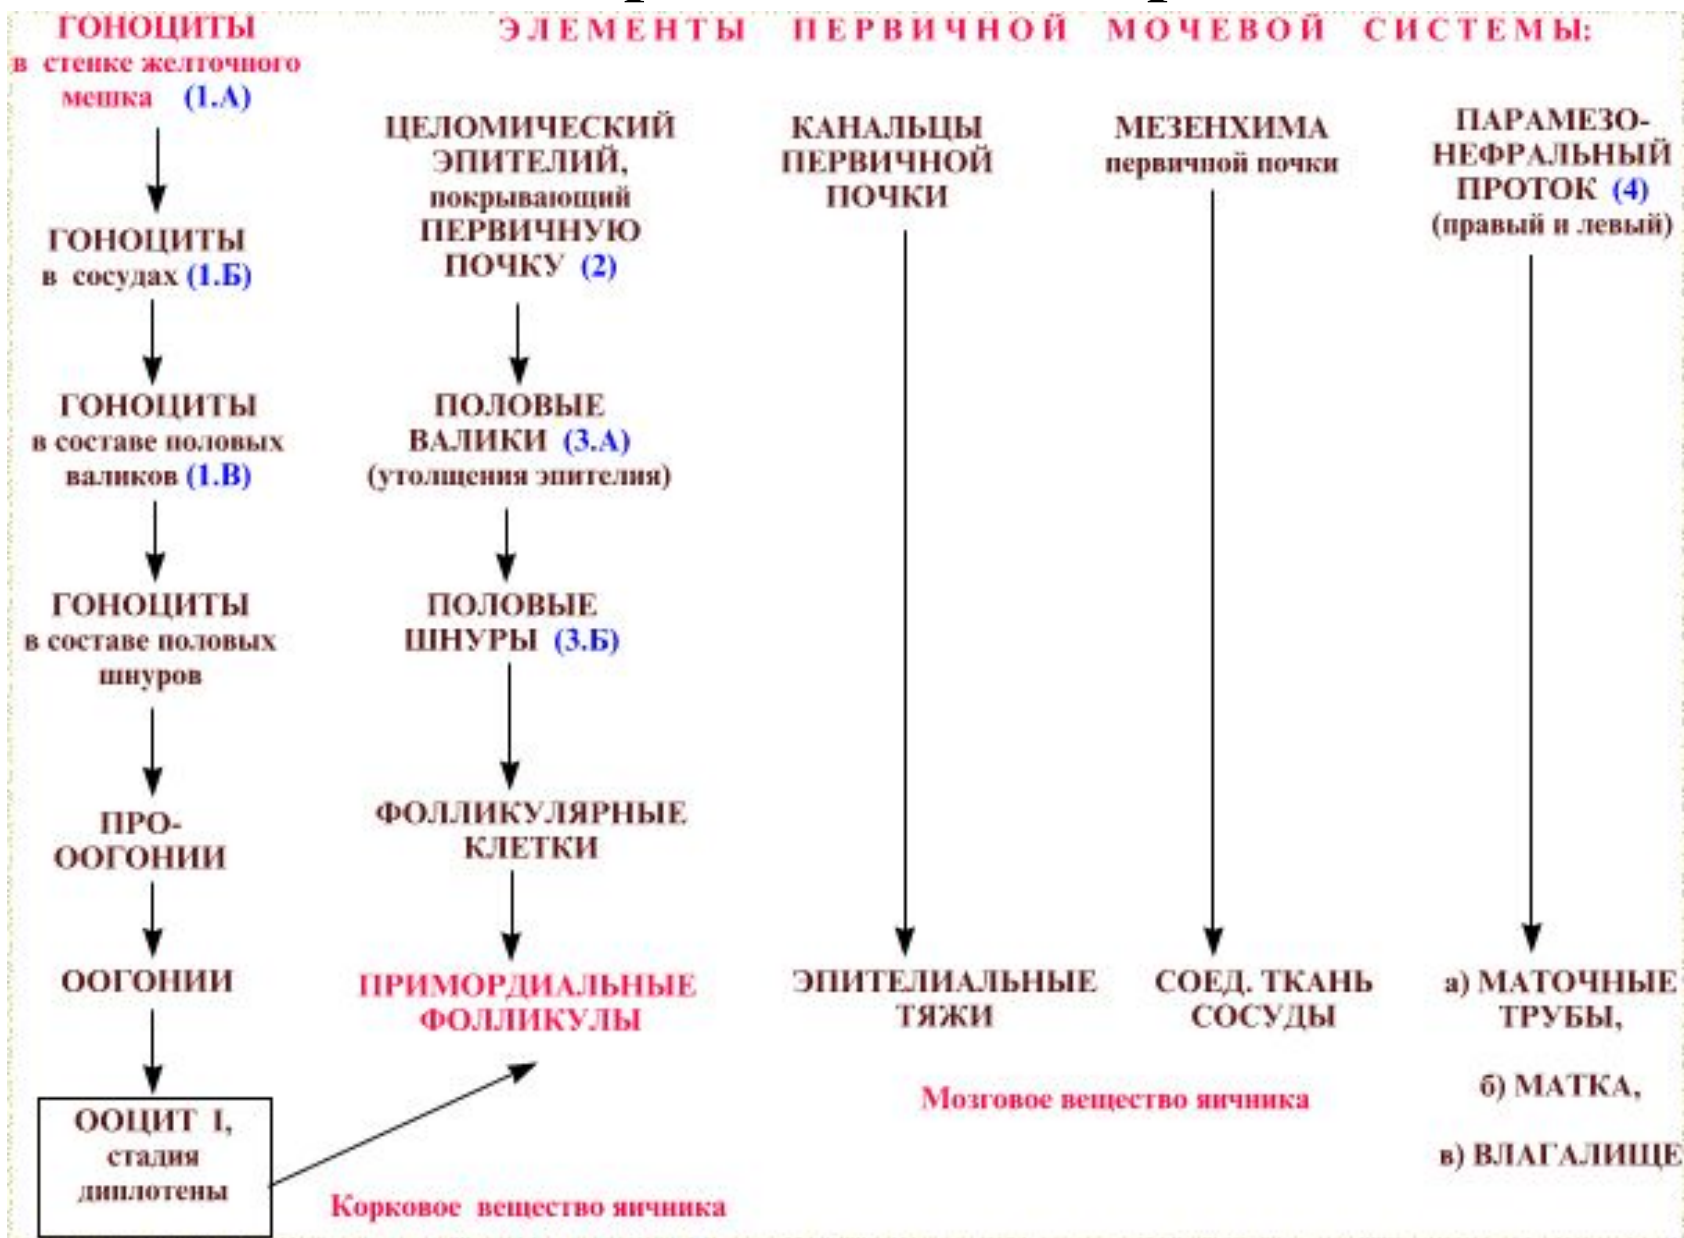 ГОНОЦИТЫ
в стенке желточного
мешка (1.А)
ГОНОЦИТЫ
в сосудах (1.Б)
ГОНОЦИТЫ
в составе половых
валиков (1.В)
ГОНОЦИТЫ
в составе половых
шнуров
ПРО-
ООГОНИИ
ООГОНИИ
ООЦИТ I,
стадия
диплотены
ЭЛЕМЕНТЫ ПЕРВИЧНОЙ МОЧЕВОЙ СИСТЕМЫ:
ЦЕЛОМИЧЕСКИЙ
ЭПИТЕЛИЙ,
покрывающий
ПЕРВИЧНУЮ
ПОЧКУ (2)
ПОЛОВЫЕ
ВАЛИКИ (3.А)
(утолщения эпителия)
ПОЛОВЫЕ
ШНУРЫ (3.Б)
ФОЛЛИКУЛЯРНЫЕ
КЛЕТКИ
ПРИМОРДИАЛЬНЫЕ
ФОЛЛИКУЛЫ
Корковое вещество яичника
КАНАЛЬЦЫ
ПЕРВИЧНОЙ
ПОЧКИ
ЭПИТЕЛИАЛЬНЫЕ
ТЯЖИ
МЕЗЕНХИМА
первичной почки
СОЕД. ТКАНЬ
СОСУДЫ
Мозговое вещество яичника
ПАРАМЕЗО-
НЕФРАЛЬНЫЙ
ПРОТОК (4)
(правый и левый)
а) МАТОЧНЫЕ
ТРУБЫ,
б) МАТКА,
в) ВЛАГАЛИЩЕ